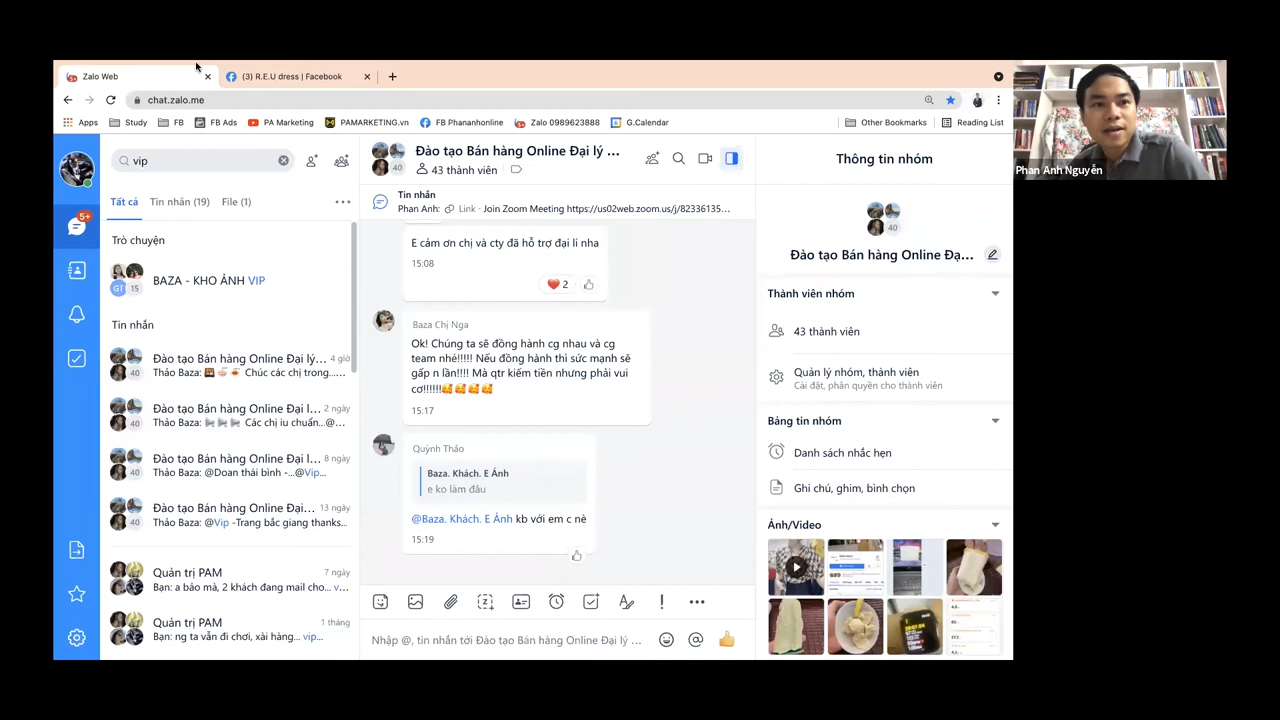 Zalo Web
(3) R.E.U dress | Facebook
chat.zalo.me
Apps
Study
FB
FB Ads
PA Marketing
PAMARKETING.vn
FB Phananhonline
Zalo 0989623888
G.Calendar
Other Bookmarks
Reading List
Phan Anh Nguyễn
5+
vip
Tất cả
Tin nhắn (19)
File (1)
Trò chuyện
GT
15
BAZA - KHO ẢNH VIP
Tin nhắn
Đào tạo Bán hàng Online Đại lý... 4 giờ
40
Thảo Baza: 🍱🍜🍝 Chúc các chị trong......
Đào tạo Bán hàng Online Đại l... 2 ngày
40
Thảo Baza: Các chị iu chuẩn...@...
Đào tạo Bán hàng Online Đại l... 8 ngày
40
Thảo Baza: @Doan thái bình -...@Vip...
Đào tạo Bán hàng Online Đại... 13 ngày
40
Thảo Baza: @Vip -Trang bắc giang thanks...
Quản trị PAM 7 ngày
Bạn: a bảo mà, 2 khách đang mail cho... v...
Quản trị PAM 1 tháng
Bạn: ng ta vẫn đi chơi, xài hàng... vip...
Đào tạo Bán hàng Online Đại lý ...
40
43 thành viên
Tin nhắn
Phan Anh: Link · Join Zoom Meeting https://us02web.zoom.us/j/82336135...
E cảm ơn chị và cty đã hỗ trợ đại lí nha
15:08
❤️ 2
Baza Chị Nga
Ok! Chúng ta sẽ đồng hành cg nhau và cg
team nhé!!!!! Nếu đồng hành thì sức mạnh sẽ
gấp n lần!!!! Mà qtr kiếm tiền nhưng phải vui
cơ!!!!!!🥰🥰🥰🥰
15:17
Quỳnh Thảo
Baza. Khách. E Ánh
e ko làm đâu
@Baza. Khách. E Ánh kb với em c nè
15:19
Nhập @, tin nhắn tới Đào tạo Bán hàng Online Đại lý ...
Thông tin nhóm
40
Đào tạo Bán hàng Online Đạ...
Thành viên nhóm
43 thành viên
Quản lý nhóm, thành viên
Cài đặt, phân quyền cho thành viên
Bảng tin nhóm
Danh sách nhắc hẹn
Ghi chú, ghim, bình chọn
Ảnh/Video